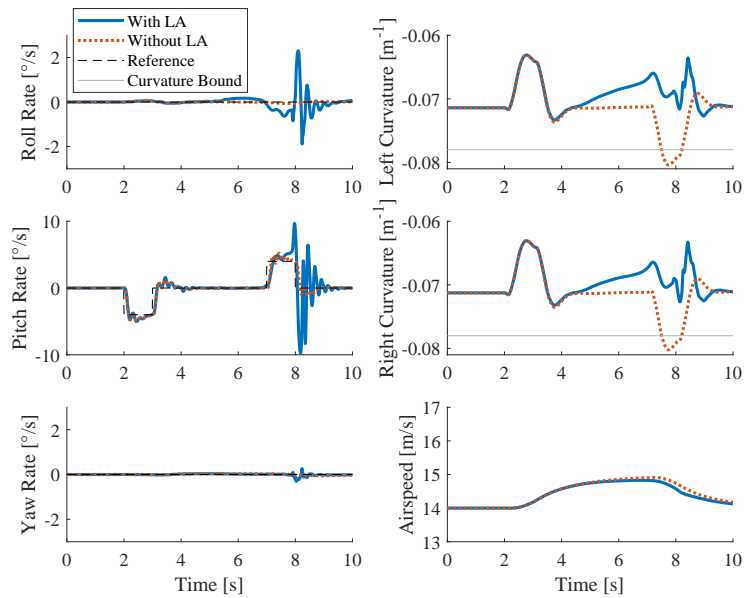 With LA
Without LA
Reference
Curvature Bound
Roll Rate [°/s]
2
0
-2
0 2 4 6 8 10
Left Curvature [m⁻¹]
-0.06
-0.07
-0.08
0 2 4 6 8 10
Pitch Rate [°/s]
10
0
-10
0 2 4 6 8 10
Right Curvature [m⁻¹]
-0.06
-0.07
-0.08
0 2 4 6 8 10
Yaw Rate [°/s]
2
0
-2
0 2 4 6 8 10
Time [s]
Airspeed [m/s]
17
16
15
14
13
0 2 4 6 8 10
Time [s]